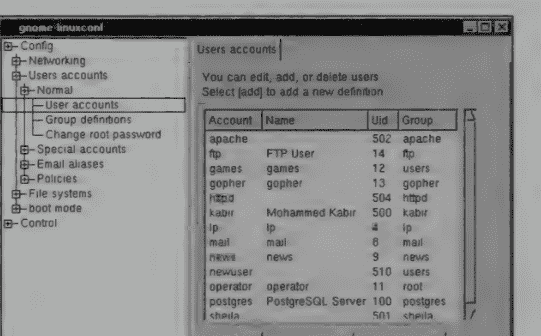 gnome-linuxconf
Config
Networking
Users accounts
Normal
User accounts
Group definitions
Change root password
Special accounts
Email aliases
Policies
File systems
boot mode
Control
Users accounts
You can edit, add, or delete users
Select [add] to add a new definition
Account Name Uid Group
apache 502 apache
ftp FTP User 14 ftp
games games 12 users
gopher gopher 13 gopher
httpd 504 httpd
kabir Mohammed Kabir 500 kabir
lp lp 4 lp
mail mail 8 mail
news news 9 news
newuser 510 users
operator operator 11 root
postgres PostgreSQL Server 100 postgres
sheila 501 sheila